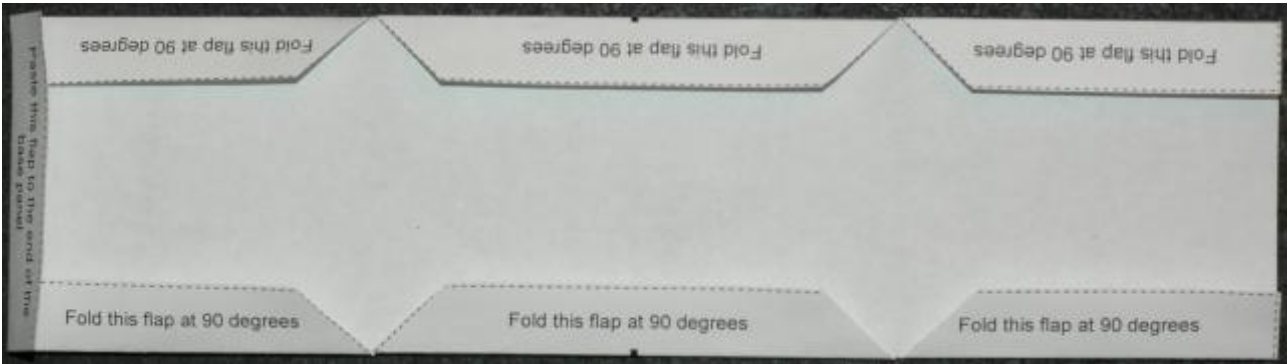 Fold this flap at 90 degrees
Fold this flap at 90 degrees
Fold this flap at 90 degrees
Paste this flap to the end of the
base panel
Fold this flap at 90 degrees
Fold this flap at 90 degrees
Fold this flap at 90 degrees